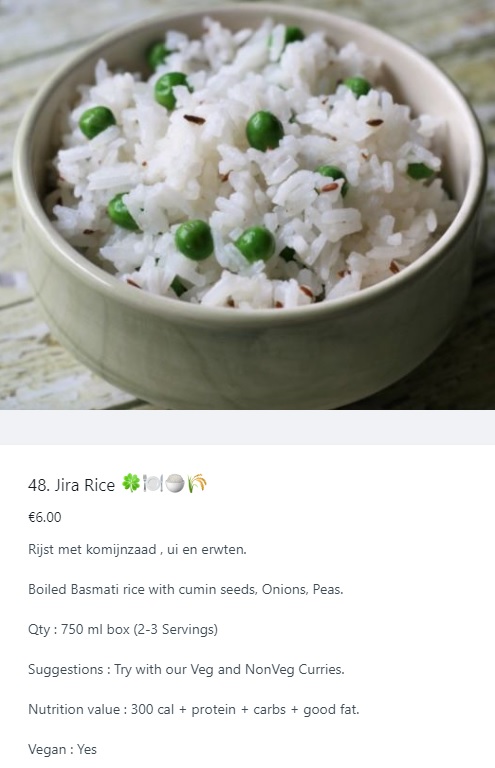 48. Jira Rice 🍀🍽️🍚🌾
€6.00
Rijst met komijnzaad , ui en erwten.
Boiled Basmati rice with cumin seeds, Onions, Peas.
Qty : 750 ml box (2-3 Servings)
Suggestions : Try with our Veg and NonVeg Curries.
Nutrition value : 300 cal + protein + carbs + good fat.
Vegan : Yes